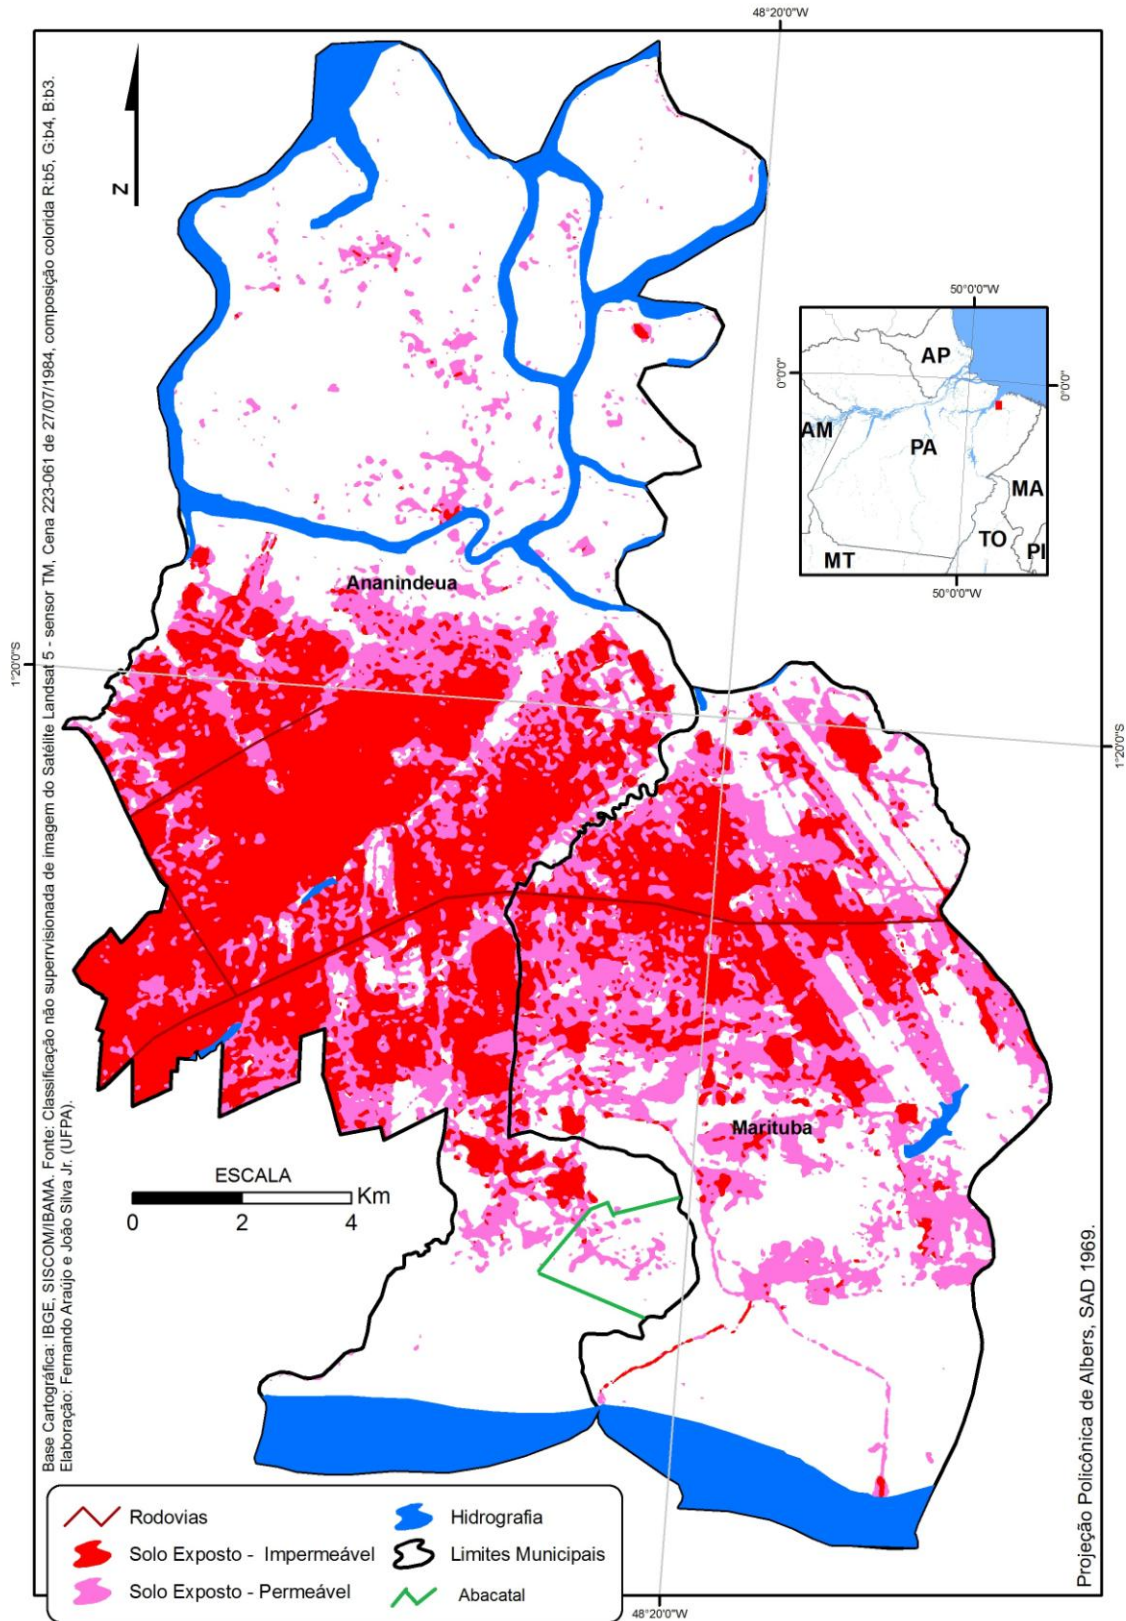 48°20'0"W
Base Cartográfica: IBGE, SISCOM/IBAMA. Fonte: Classificação não supervisionada de imagem do Satélite Landsat 5 - sensor TM, Cena 223-061 de 27/07/1984, composição colorida R:b5, G:b4, B:b3.
Elaboração: Fernando Araújo e João Silva Jr. (UFPA).
N
50°0'0"W
0°0'0"
0°0'0"
AP
AM
PA
MA
TO
PI
MT
50°0'0"W
Ananindeua
1°20'0"S
1°20'0"S
Marituba
ESCALA
Km
0 2 4
Projeção Policônica de Albers, SAD 1969.
Rodovias
Hidrografia
Solo Exposto - Impermeável
Limites Municipais
Solo Exposto - Permeável
Abacatal
48°20'0"W